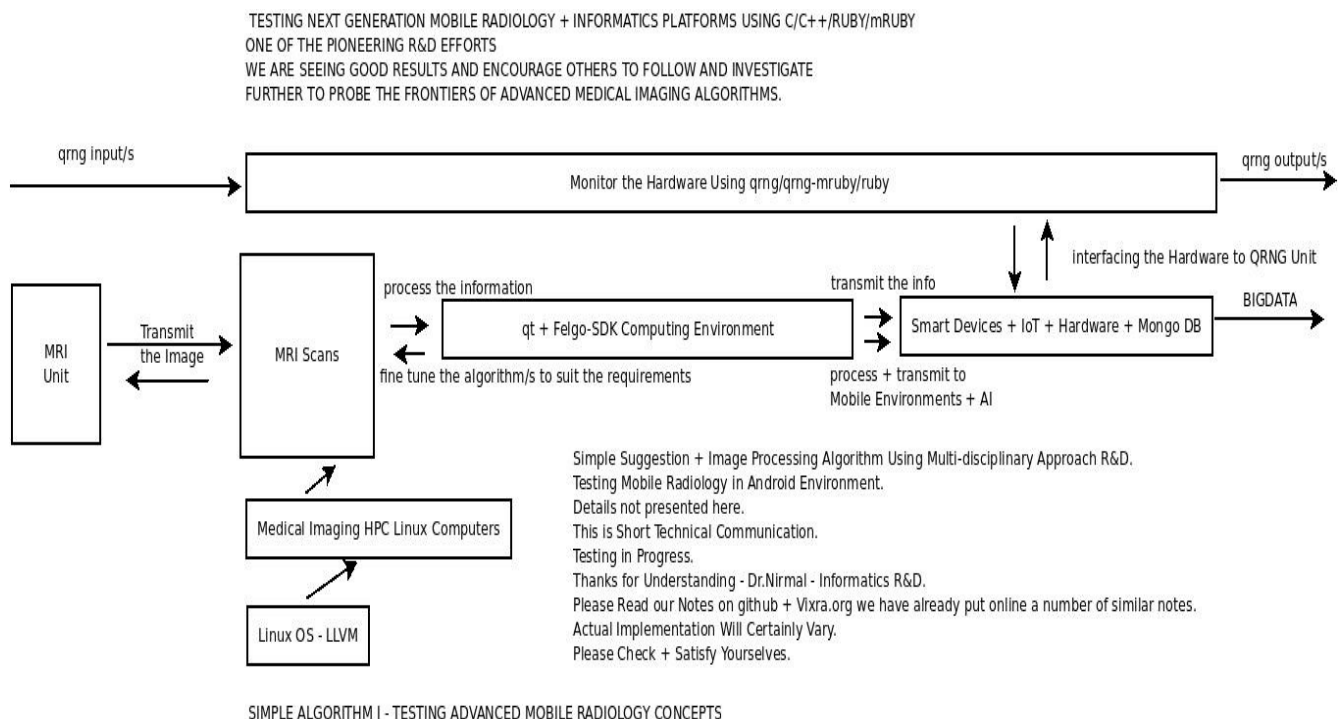 TESTING NEXT GENERATION MOBILE RADIOLOGY + INFORMATICS PLATFORMS USING C/C++/RUBY/mRUBY
ONE OF THE PIONEERING R&D EFFORTS
WE ARE SEEING GOOD RESULTS AND ENCOURAGE OTHERS TO FOLLOW AND INVESTIGATE
FURTHER TO PROBE THE FRONTIERS OF ADVANCED MEDICAL IMAGING ALGORITHMS.
qrng input/s
Monitor the Hardware Using qrng/qrng-mruby/ruby
qrng output/s
interfacing the Hardware to QRNG Unit
MRI
Unit
Transmit
the Image
MRI Scans
process the information
fine tune the algorithm/s to suit the requirements
qt + Felgo-SDK Computing Environment
transmit the info
process + transmit to
Mobile Environments + AI
Smart Devices + IoT + Hardware + Mongo DB
BIGDATA
Medical Imaging HPC Linux Computers
Linux OS - LLVM
Simple Suggestion + Image Processing Algorithm Using Multi-disciplinary Approach R&D.
Testing Mobile Radiology in Android Environment.
Details not presented here.
This is Short Technical Communication.
Testing in Progress.
Thanks for Understanding - Dr.Nirmal - Informatics R&D.
Please Read our Notes on github + Vixra.org we have already put online a number of similar notes.
Actual Implementation Will Certainly Vary.
Please Check + Satisfy Yourselves.
SIMPLE ALGORITHM I - TESTING ADVANCED MOBILE RADIOLOGY CONCEPTS